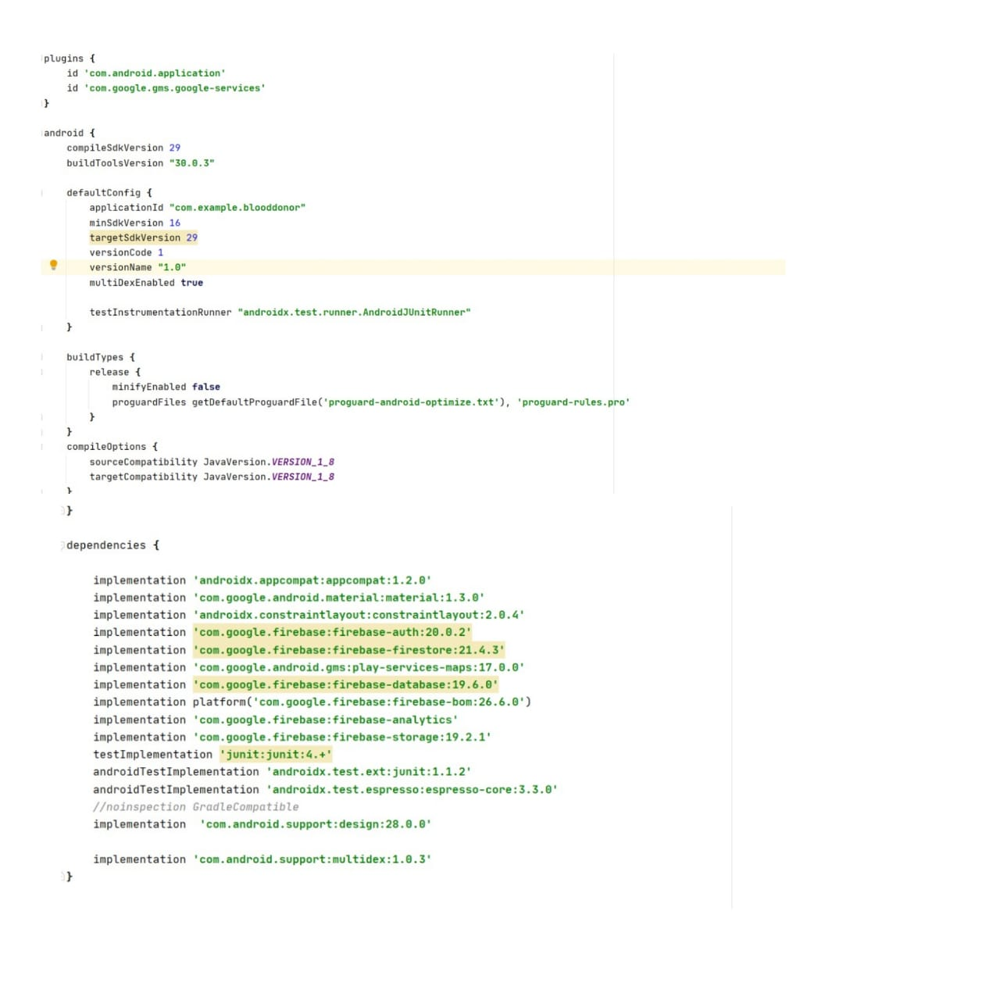 plugins {
    id 'com.android.application'
    id 'com.google.gms.google-services'
}
android {
    compileSdkVersion 29
    buildToolsVersion "30.0.3"
    defaultConfig {
        applicationId "com.example.blooddonor"
        minSdkVersion 16
        targetSdkVersion 29
        versionCode 1
        versionName "1.0"
        multiDexEnabled true
        testInstrumentationRunner "androidx.test.runner.AndroidJUnitRunner"
    }
    buildTypes {
        release {
            minifyEnabled false
            proguardFiles getDefaultProguardFile('proguard-android-optimize.txt'), 'proguard-rules.pro'
        }
    }
    compileOptions {
        sourceCompatibility JavaVersion.VERSION_1_8
        targetCompatibility JavaVersion.VERSION_1_8
    }
}
dependencies {
    implementation 'androidx.appcompat:appcompat:1.2.0'
    implementation 'com.google.android.material:material:1.3.0'
    implementation 'androidx.constraintlayout:constraintlayout:2.0.4'
    implementation 'com.google.firebase:firebase-auth:20.0.2'
    implementation 'com.google.firebase:firebase-firestore:21.4.3'
    implementation 'com.google.android.gms:play-services-maps:17.0.0'
    implementation 'com.google.firebase:firebase-database:19.6.0'
    implementation platform('com.google.firebase:firebase-bom:26.6.0')
    implementation 'com.google.firebase:firebase-analytics'
    implementation 'com.google.firebase:firebase-storage:19.2.1'
    testImplementation 'junit:junit:4.+'
    androidTestImplementation 'androidx.test.ext:junit:1.1.2'
    androidTestImplementation 'androidx.test.espresso:espresso-core:3.3.0'
    //noinspection GradleCompatible
    implementation  'com.android.support:design:28.0.0'
    implementation 'com.android.support:multidex:1.0.3'
}